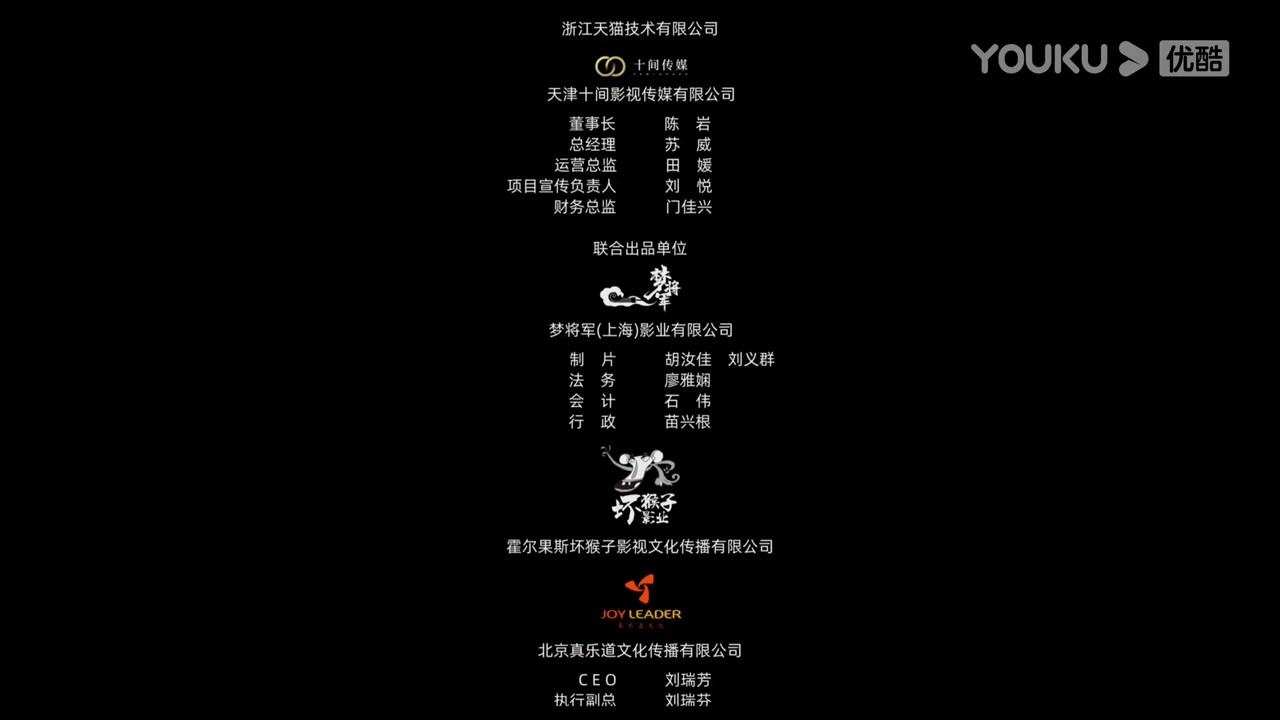 浙江天猫技术有限公司
YOUKU 优酷
十间传媒
天津十间影视传媒有限公司
董事长 陈 岩
总经理 苏 威
运营总监 田 媛
项目宣传负责人 刘 悦
财务总监 门佳兴
联合出品单位
梦将军
梦将军(上海)影业有限公司
制 片 胡汝佳 刘义群
法 务 廖雅娴
会 计 石 伟
行 政 苗兴根
坏猴子
影业
霍尔果斯坏猴子影视文化传播有限公司
JOY LEADER
北京真乐道文化传播有限公司
CEO 刘瑞芳
执行副总 刘瑞芬